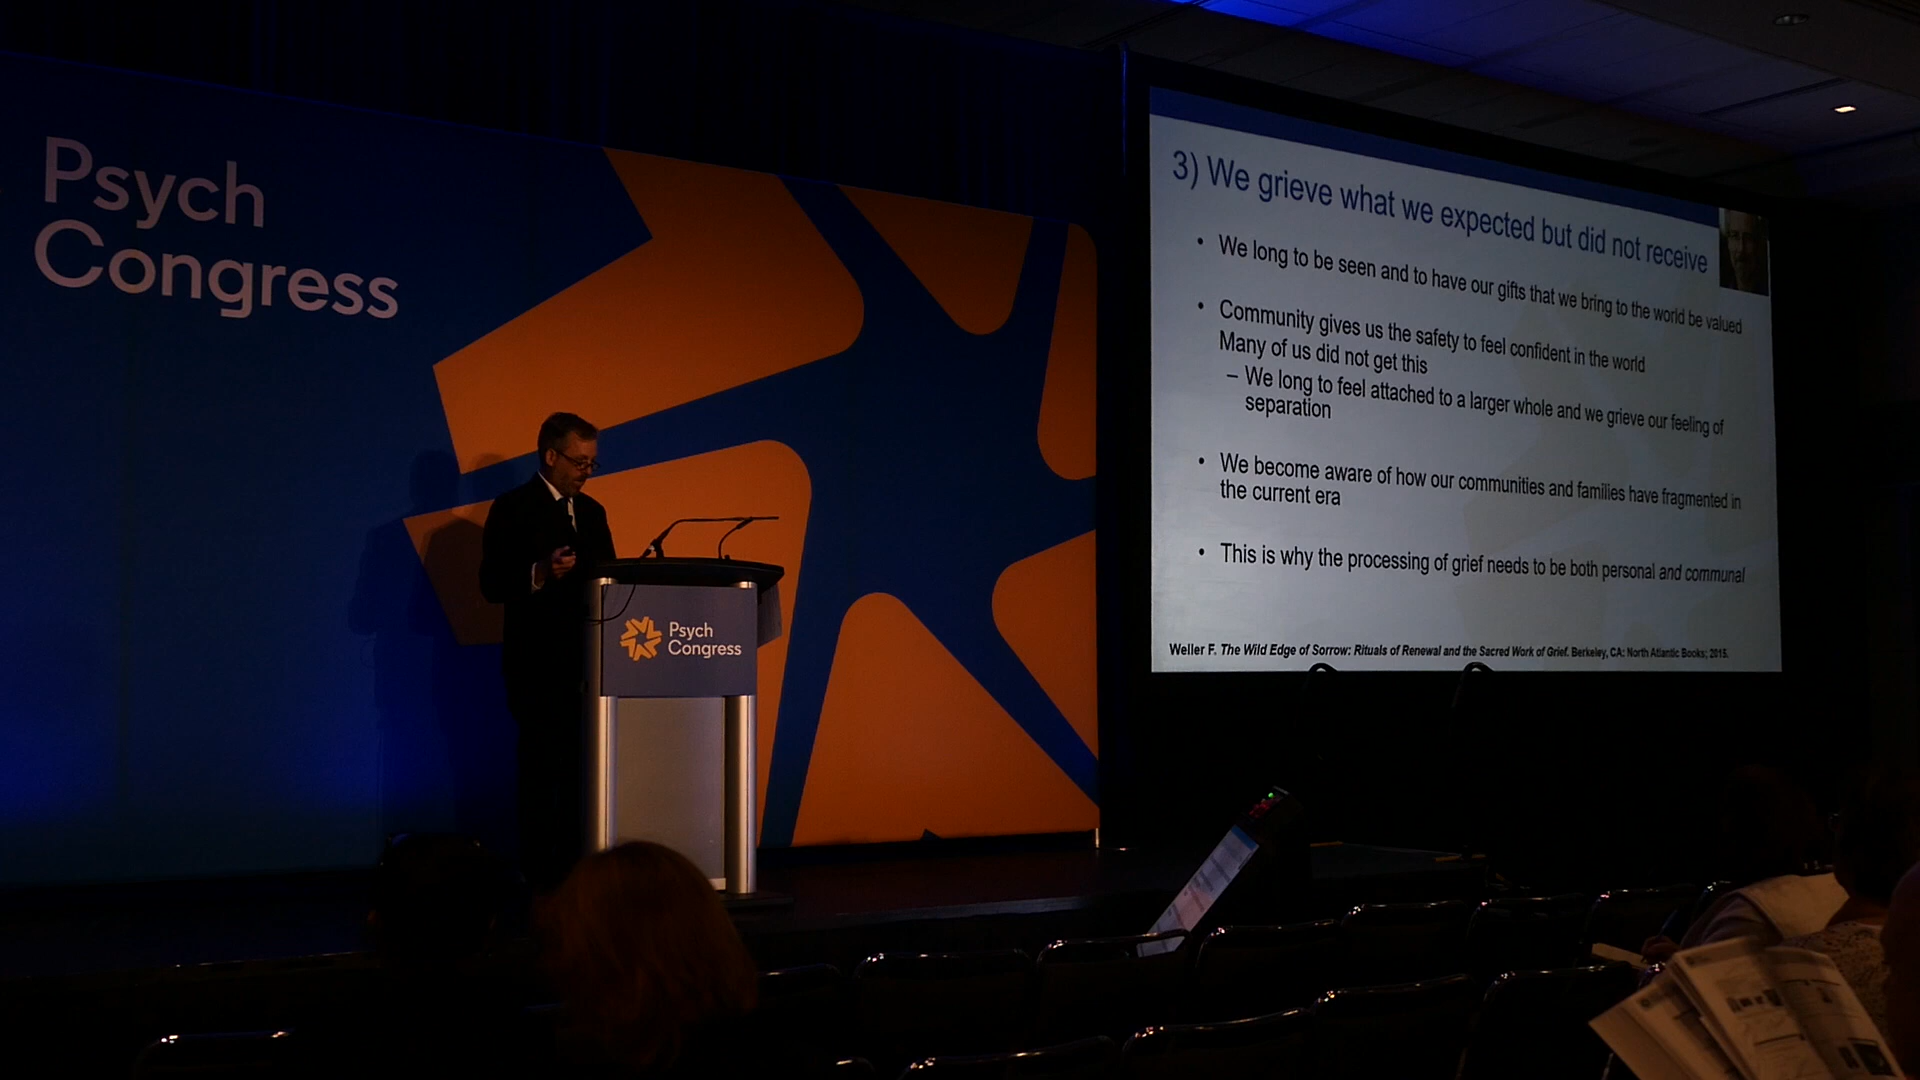 Psych
Congress
Psych
Congress
3) We grieve what we expected but did not receive
• We long to be seen and to have our gifts that we bring to the world be valued
• Community gives us the safety to feel confident in the world
Many of us did not get this
– We long to feel attached to a larger whole and we grieve our feeling of
separation
• We become aware of how our communities and families have fragmented in
the current era
• This is why the processing of grief needs to be both personal and communal
Weller F. The Wild Edge of Sorrow: Rituals of Renewal and the Sacred Work of Grief. Berkeley, CA: North Atlantic Books; 2015.